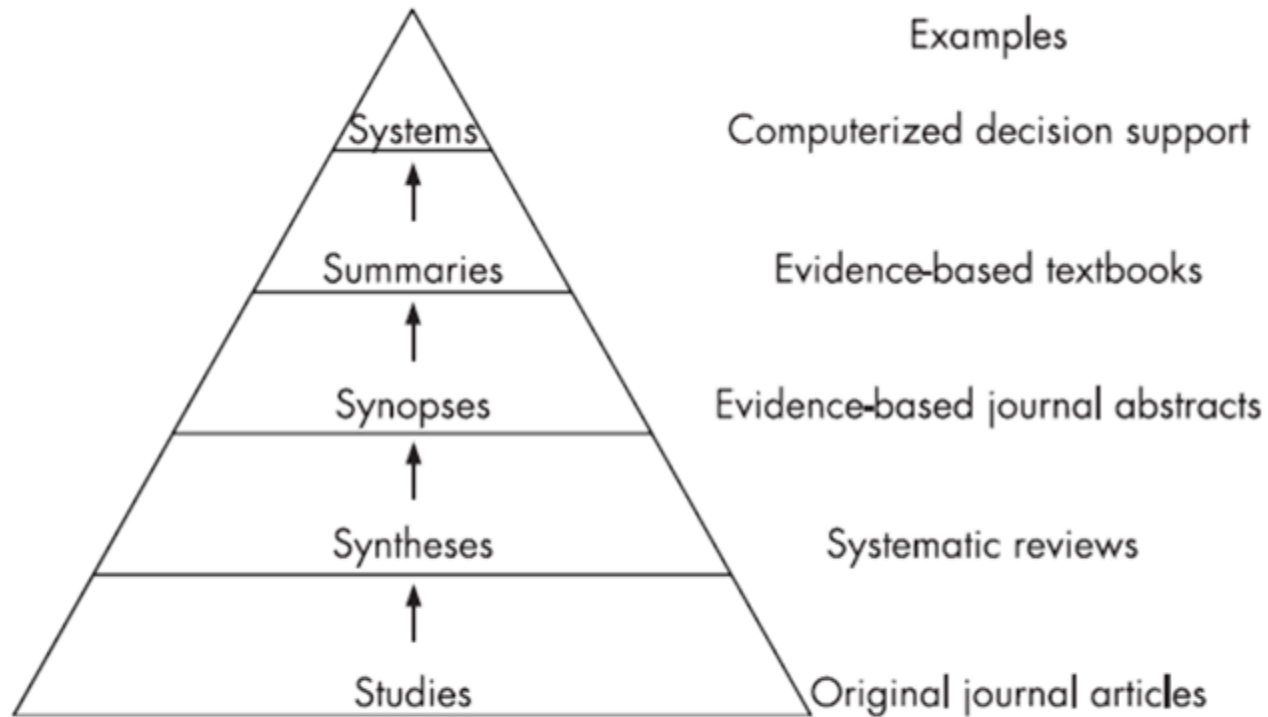 Examples
Systems Computerized decision support
Summaries Evidence-based textbooks
Synopses Evidence-based journal abstracts
Syntheses Systematic reviews
Studies Original journal articles